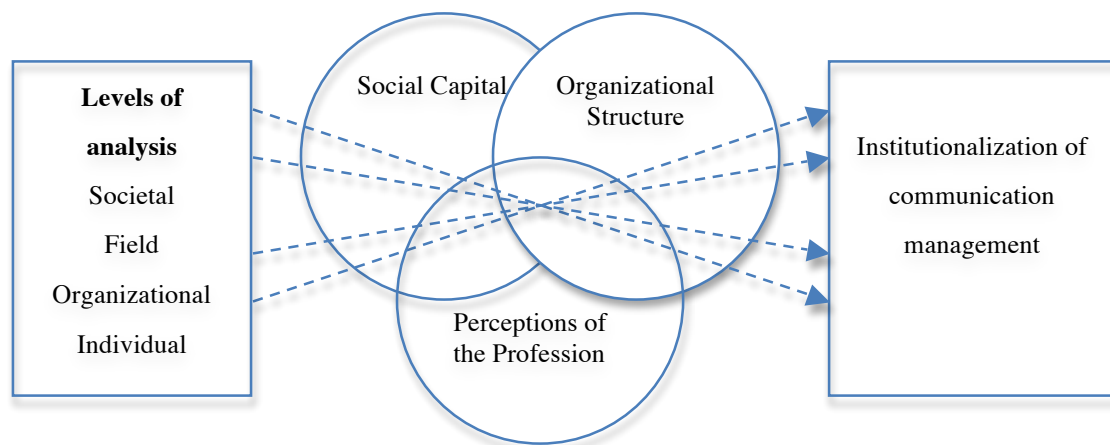 Levels of
analysis
Societal
Field
Organizational
Individual
Social Capital
Organizational
Structure
Perceptions of
the Profession
Institutionalization of
communication
management